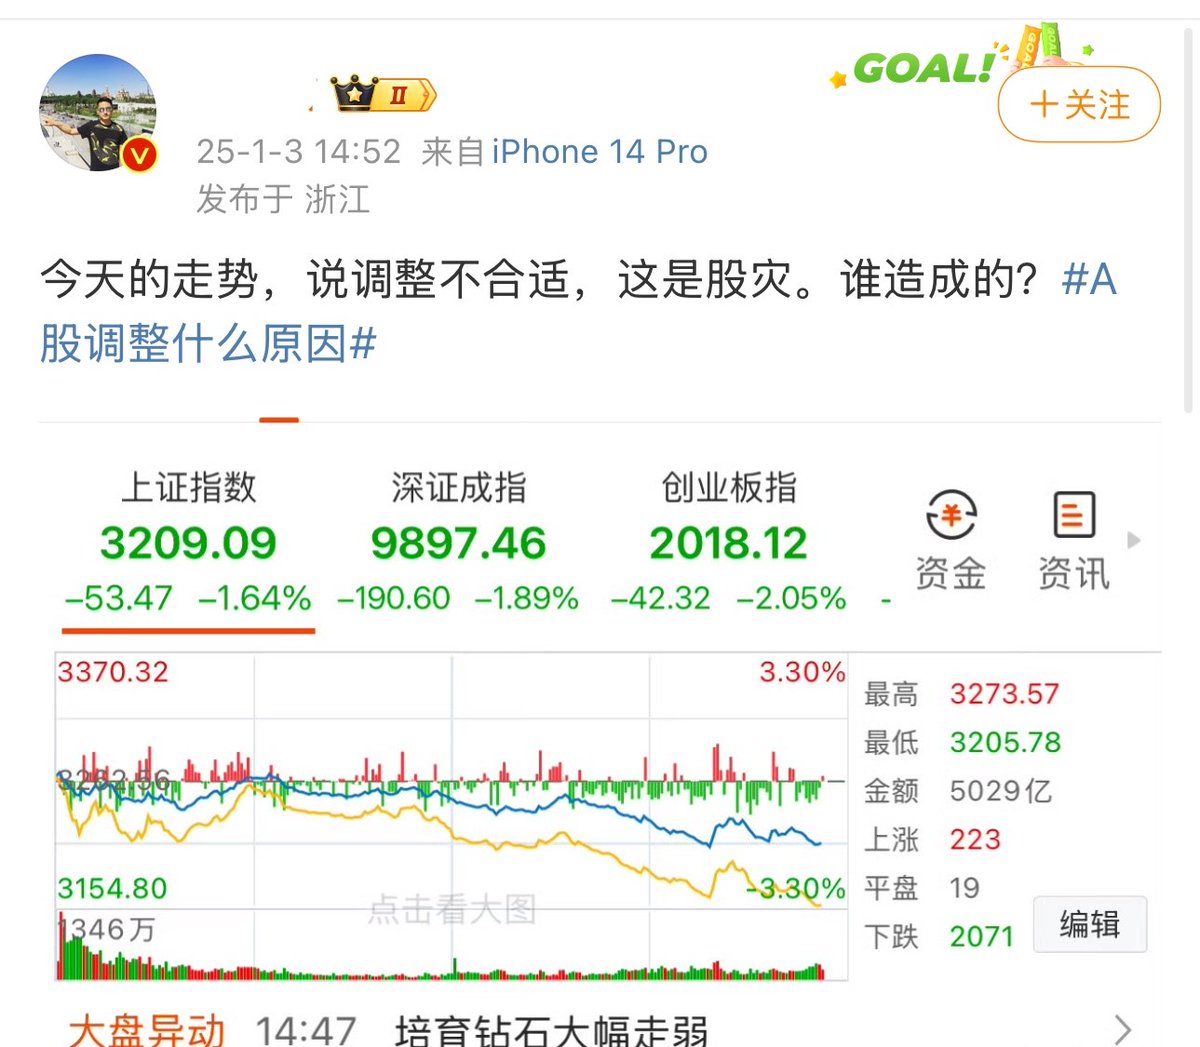 GOAL!
GOAL
GOAL
II
+关注
25-1-3 14:52 来自 iPhone 14 Pro
发布于 浙江
今天的走势，说调整不合适，这是股灾。谁造成的？#A
股调整什么原因#
上证指数 深证成指 创业板指
3209.09 9897.46 2018.12
-53.47 -1.64% -190.60 -1.89% -42.32 -2.05% -
资金 资讯
3370.32 3.30%
3262.56
3154.80 -3.30%
点击看大图
1346万
最高 3273.57
最低 3205.78
金额 5029亿
上涨 223
平盘 19
下跌 2071
编辑
大盘异动 14:47 培育钻石大幅走弱